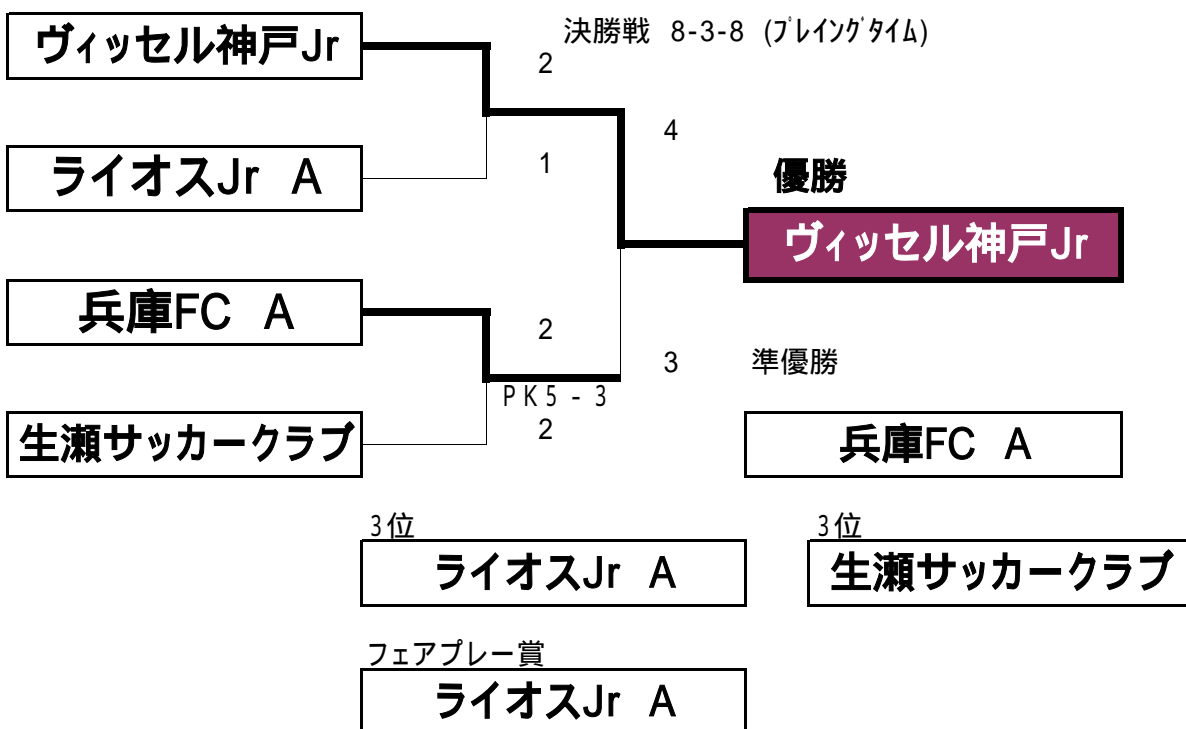 決勝戦 8-3-8 (ﾌﾟﾚｲﾝｸﾞﾀｲﾑ)
ヴィッセル神戸Jr
2
4
ライオスJr A
1
優勝
ヴィッセル神戸Jr
兵庫FC A
2
3 準優勝
PK5-3
生瀬サッカークラブ
2
兵庫FC A
3位 3位
ライオスJr A 生瀬サッカークラブ
フェアプレー賞
ライオスJr A